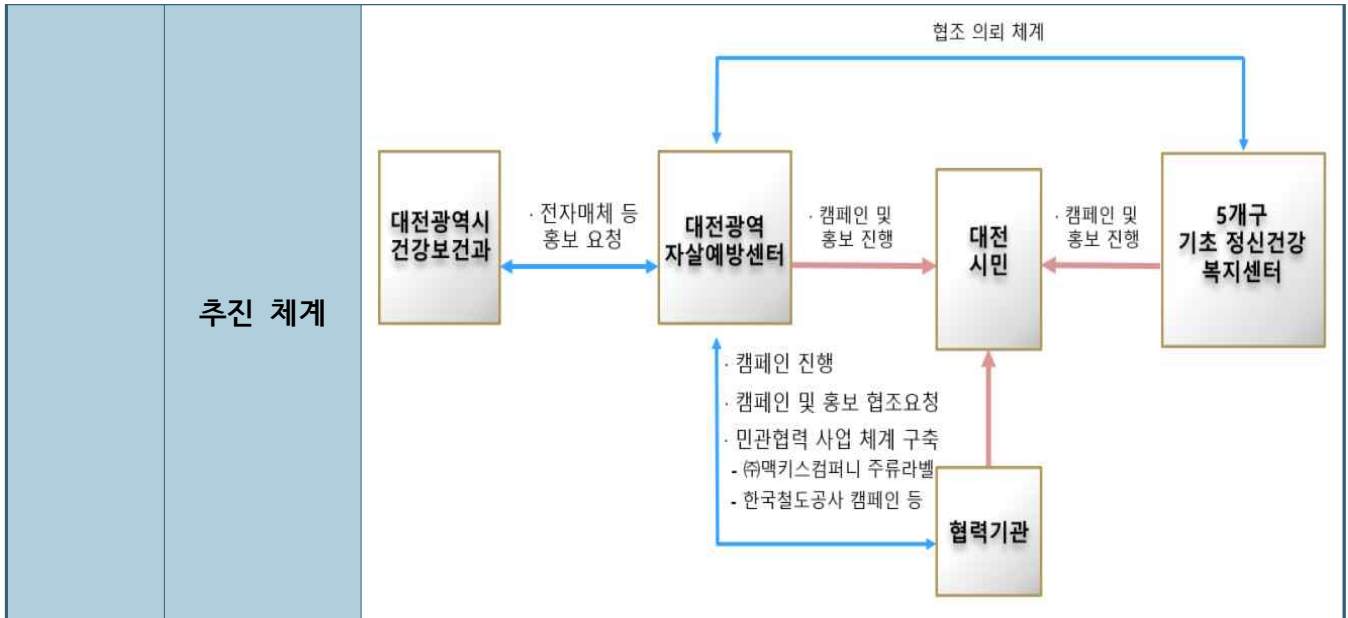 추진 체계
협조 의뢰 체계
대전광역시
건강보건과
· 전자매체 등
홍보 요청
대전광역
자살예방센터
· 캠페인 및
홍보 진행
대전
시민
· 캠페인 및
홍보 진행
5개구
기초 정신건강
복지센터
· 캠페인 진행
· 캠페인 및 홍보 협조요청
· 민관협력 사업 체계 구축
- ㈜맥키스컴퍼니 주류라벨
- 한국철도공사 캠페인 등
협력기관